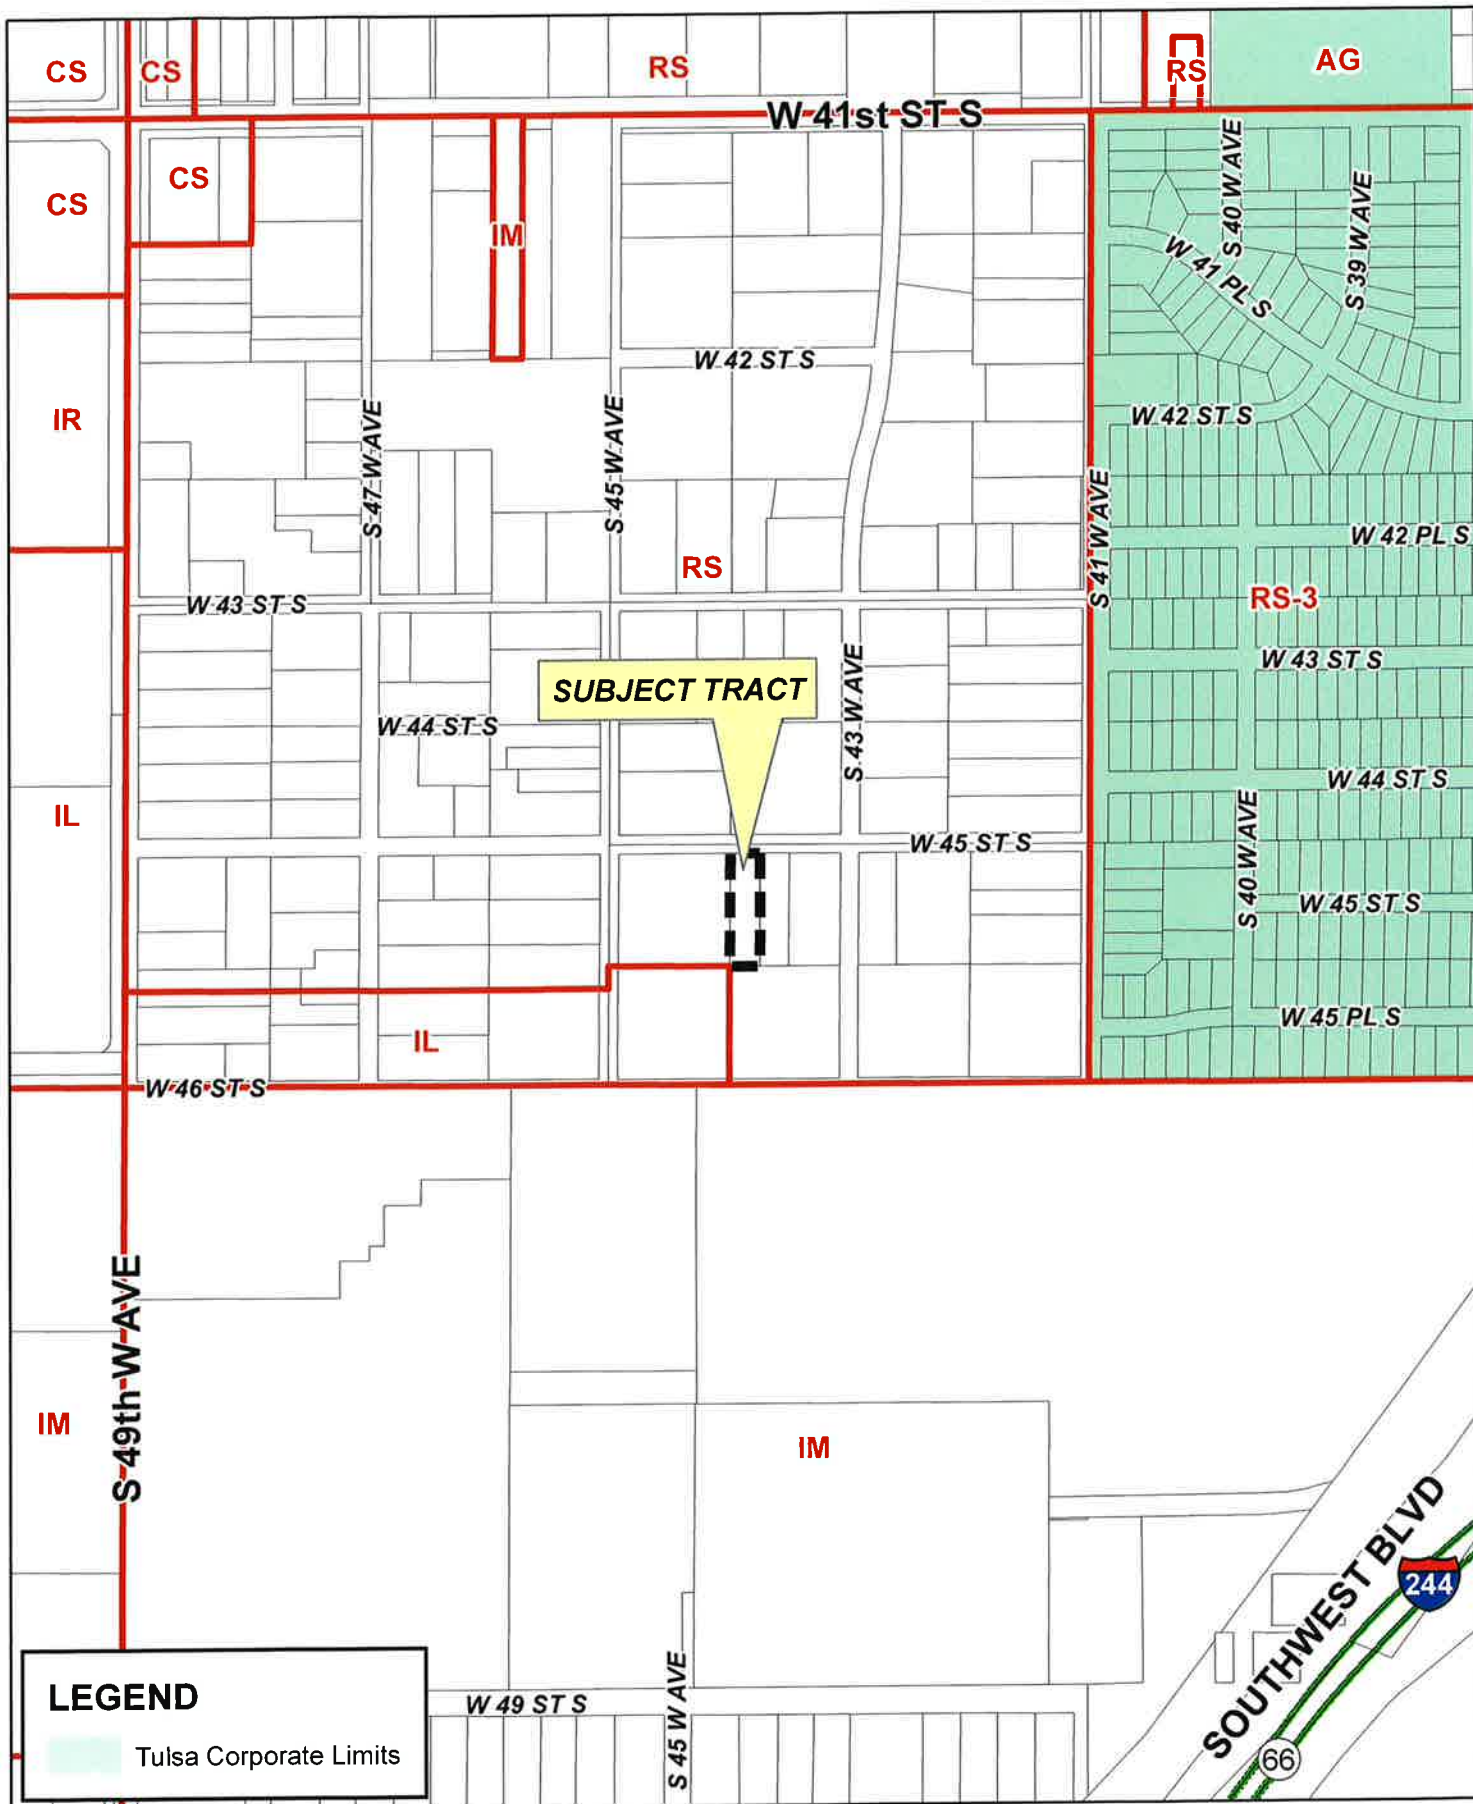 CS
CS
RS
RS
AG
W 41st ST S
CS
CS
IM
S 40 W AVE
S 39 W AVE
W 41 PL S
W 42 ST S
IR
S 47 W AVE
S 45 W AVE
W 42 ST S
S 41 W AVE
W 42 PL S
RS
RS-3
W 43 ST S
W 43 ST S
SUBJECT TRACT
S 43 W AVE
W 44 ST S
W 44 ST S
IL
W 45 ST S
S 40 W AVE
W 45 ST S
W 45 PL S
IL
W 46 ST S
S 49th W AVE
IM
IM
SOUTHWEST BLVD
244
66
W 49 ST S
S 45 W AVE
LEGEND
Tulsa Corporate Limits